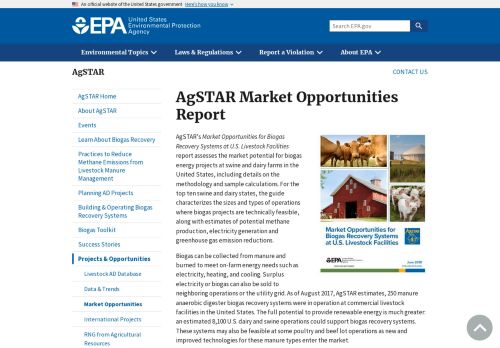 An official website of the United States government Here's how you know
EPA United States Environmental Protection Agency
Search EPA.gov
Environmental Topics Laws & Regulations Report a Violation About EPA
AgSTAR
CONTACT US
AgSTAR Home
About AgSTAR
Events
Learn About Biogas Recovery
Practices to Reduce
Methane Emissions from
Livestock Manure
Management
Planning AD Projects
Building & Operating Biogas
Recovery Systems
Biogas Toolkit
Success Stories
Projects & Opportunities
Livestock AD Database
Data & Trends
Market Opportunities
International Projects
RNG from Agricultural
Resources
AgSTAR Market Opportunities
Report
AgSTAR's Market Opportunities for Biogas
Recovery Systems at U.S. Livestock Facilities
report assesses the market potential for biogas
energy projects at swine and dairy farms in the
United States, including details on the
methodology and sample calculations. For the
top ten swine and dairy states, the guide
characterizes the sizes and types of operations
where biogas projects are technically feasible,
along with estimates of potential methane
production, electricity generation and
greenhouse gas emission reductions.
Market Opportunities for
Biogas Recovery Systems
at U.S. Livestock Facilities
EPA
June 2018
Biogas can be collected from manure and
burned to meet on-farm energy needs such as
electricity, heating, and cooling. Surplus
electricity or biogas can also be sold to
neighboring operations or the utility grid. As of August 2017, AgSTAR estimates, 250 manure
anaerobic digester biogas recovery systems were in operation at commercial livestock
facilities in the United States. The full potential to provide renewable energy is much greater:
an estimated 8,100 U.S. dairy and swine operations could support biogas recovery systems.
These systems may also be feasible at some poultry and beef lot operations as new and
improved technologies for these manure types enter the market.